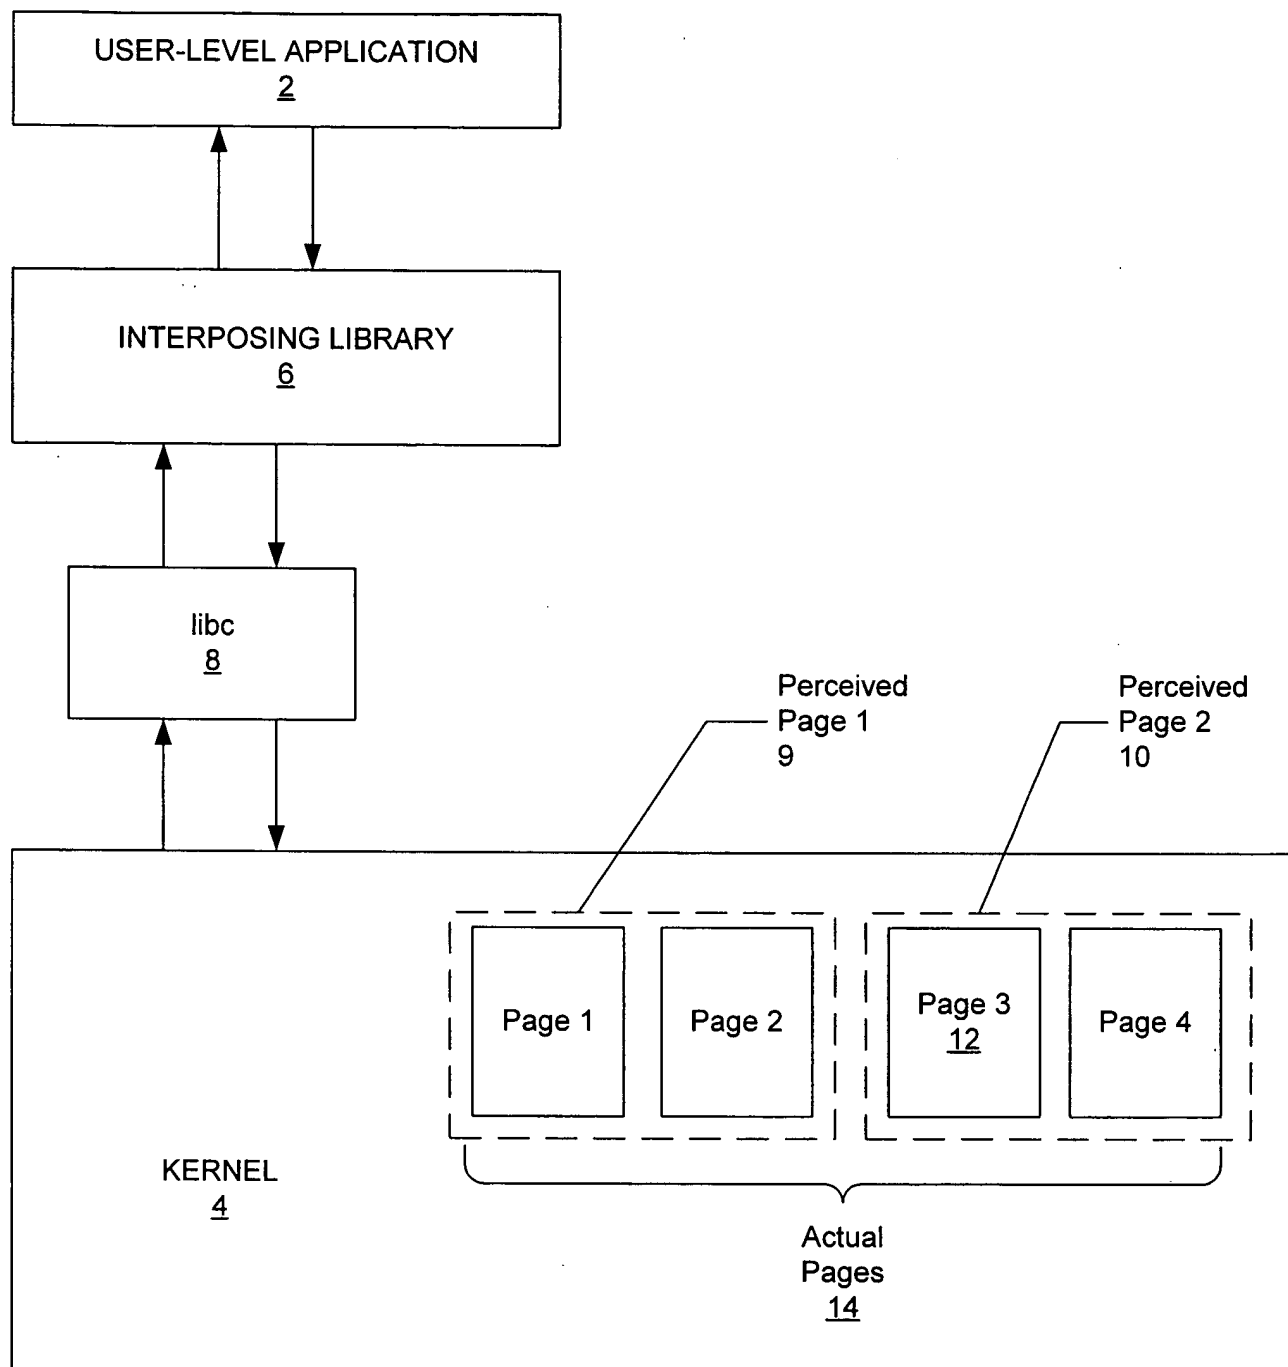 USER-LEVEL APPLICATION
2
INTERPOSING LIBRARY
6
libc
8
Perceived
Page 1
9
Perceived
Page 2
10
Page 1
Page 2
Page 3
12
Page 4
KERNEL
4
Actual
Pages
14